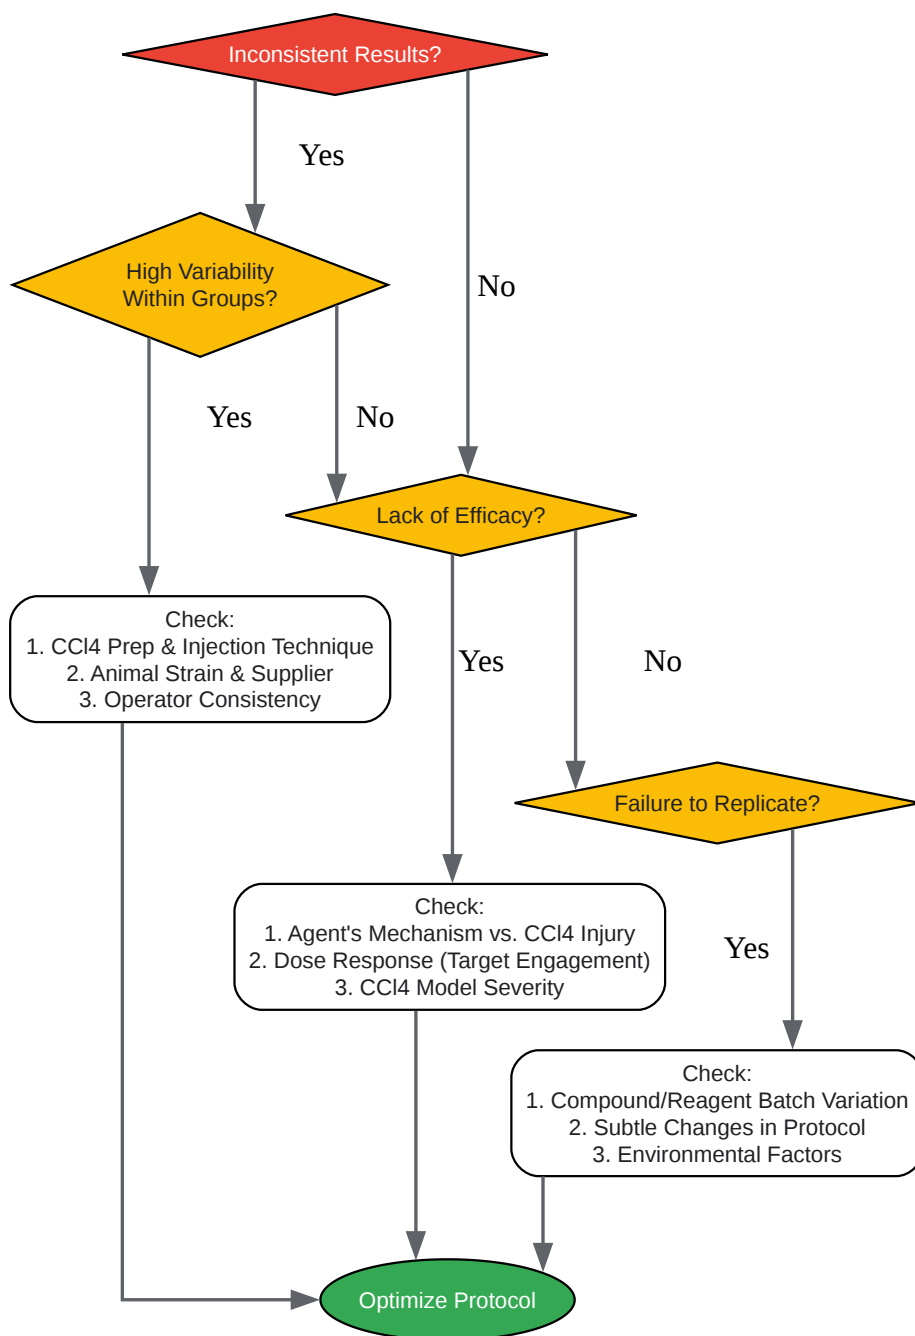 Inconsistent Results?
Yes
High Variability
Within Groups?
No
Yes
No
Lack of Efficacy?
Check:
1. CCl4 Prep & Injection Technique
2. Animal Strain & Supplier
3. Operator Consistency
Yes
No
Failure to Replicate?
Check:
1. Agent's Mechanism vs. CCl4 Injury
2. Dose Response (Target Engagement)
3. CCl4 Model Severity
Yes
Check:
1. Compound/Reagent Batch Variation
2. Subtle Changes in Protocol
3. Environmental Factors
Optimize Protocol